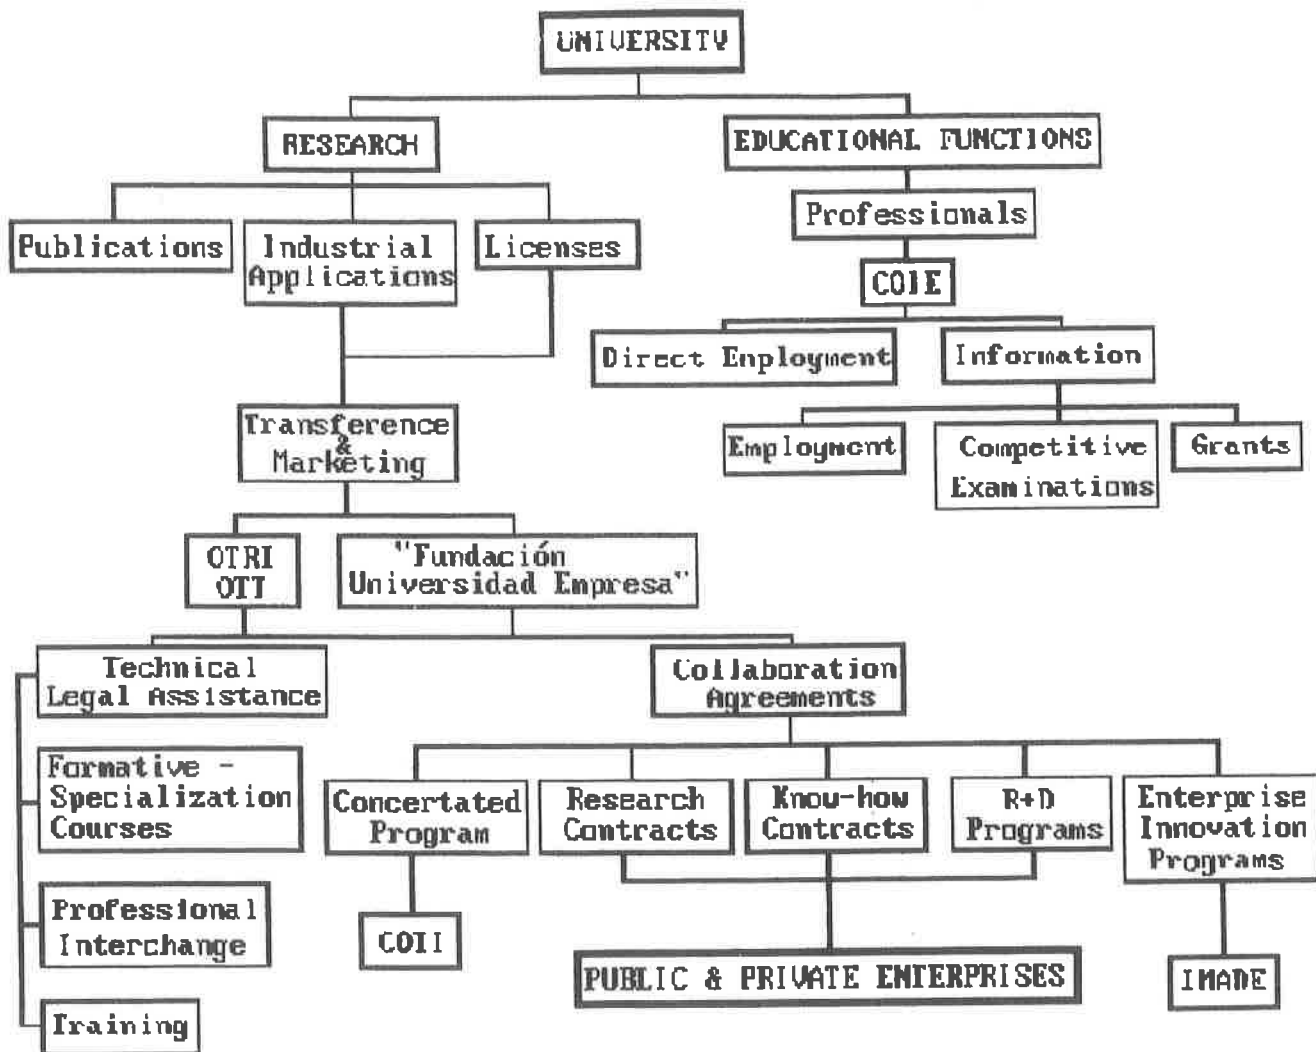 UNIVERSITY
RESEARCH
EDUCATIONAL FUNCTIONS
Publications
Industrial
Applications
Licenses
Professionals
COIE
Direct Employment
Information
Transference
&
Marketing
Employment
Competitive
Examinations
Grants
OTRI
OTT
"Fundación
Universidad Empresa"
Technical
Legal Assistance
Collaboration
Agreements
Formative -
Specialization
Courses
Concertated
Program
Research
Contracts
Know-how
Contracts
R+D
Programs
Enterprise
Innovation
Programs
Professional
Interchange
COII
PUBLIC & PRIVATE ENTERPRISES
IMADE
Training